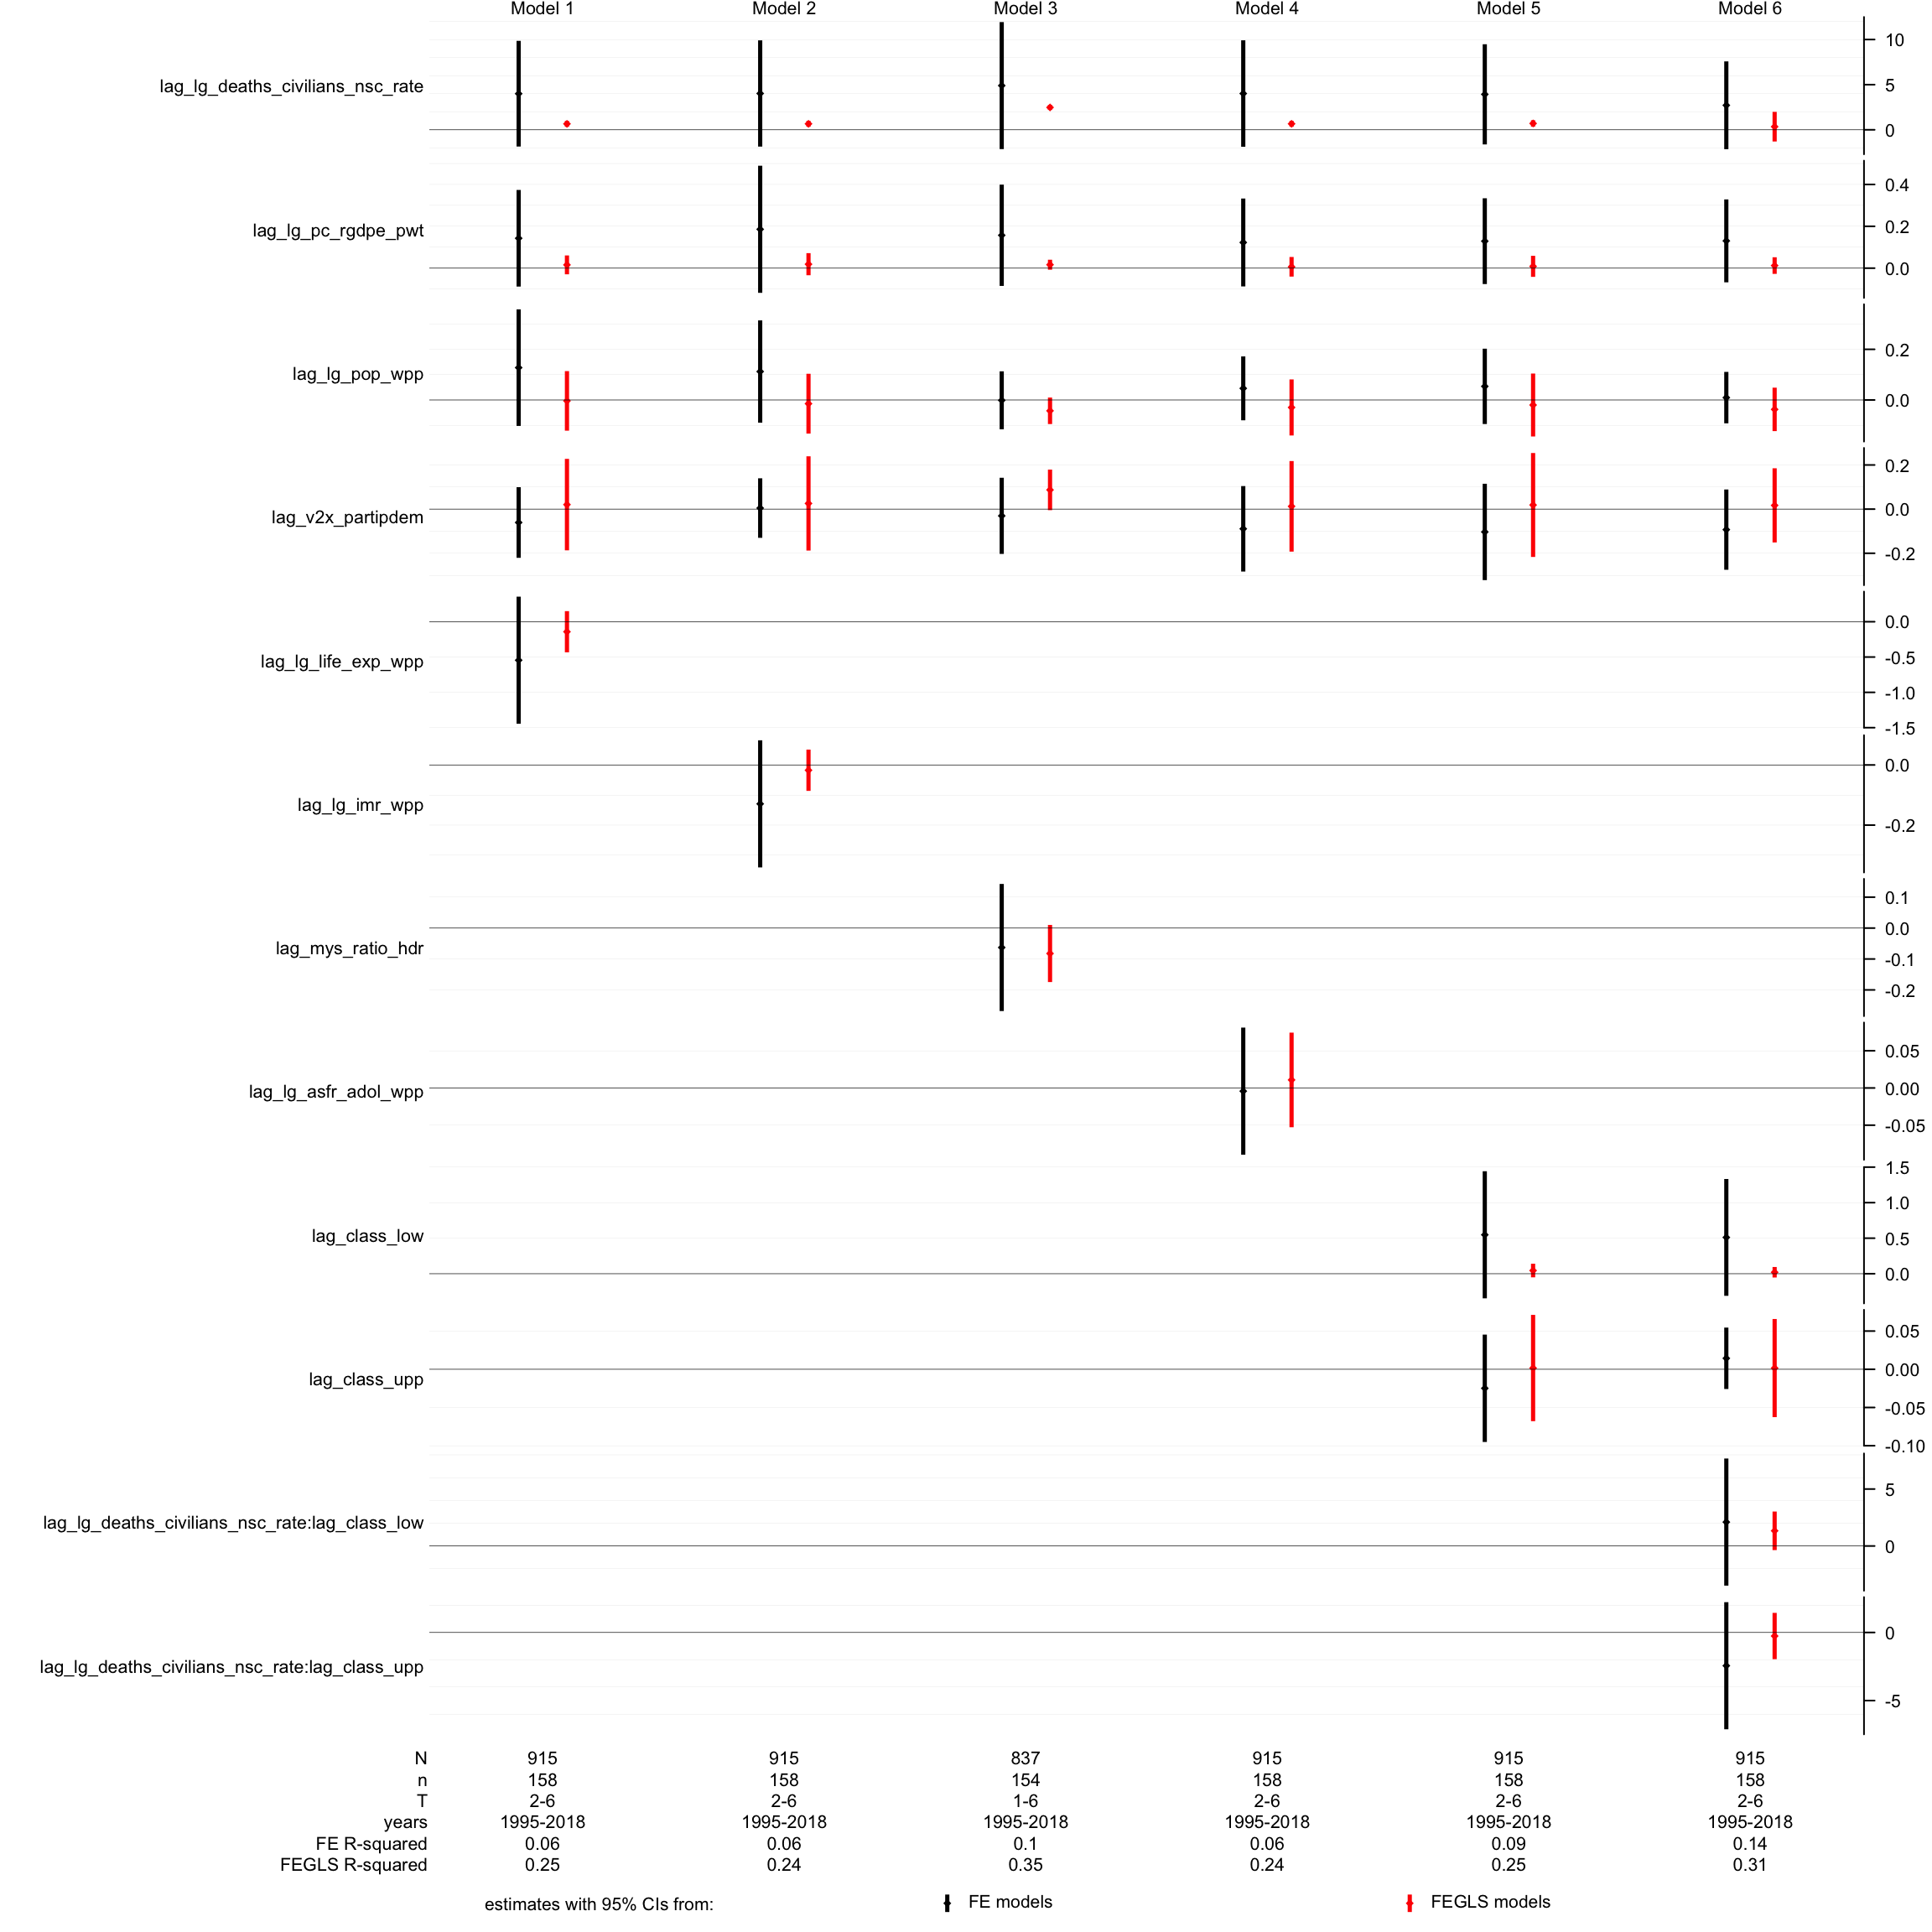 Model 1 Model 2 Model 3 Model 4 Model 5 Model 6
lag_lg_deaths_civilians_nsc_rate
10
5
0
lag_lg_pc_rgdpe_pwt
0.4
0.2
0.0
lag_lg_pop_wpp
0.2
0.0
lag_v2x_partipdem
0.2
0.0
-0.2
lag_lg_life_exp_wpp
0.0
-0.5
-1.0
-1.5
lag_lg_imr_wpp
0.0
-0.2
lag_mys_ratio_hdr
0.1
0.0
-0.1
-0.2
lag_lg_asfr_adol_wpp
0.05
0.00
-0.05
lag_class_low
1.5
1.0
0.5
0.0
lag_class_upp
0.05
0.00
-0.05
-0.10
lag_lg_deaths_civilians_nsc_rate:lag_class_low
5
0
lag_lg_deaths_civilians_nsc_rate:lag_class_upp
0
-5
N 915 915 837 915 915 915
n 158 158 154 158 158 158
T 2-6 2-6 1-6 2-6 2-6 2-6
years 1995-2018 1995-2018 1995-2018 1995-2018 1995-2018 1995-2018
FE R-squared 0.06 0.06 0.1 0.06 0.09 0.14
FEGLS R-squared 0.25 0.24 0.35 0.24 0.25 0.31
estimates with 95% CIs from: FE models FEGLS models